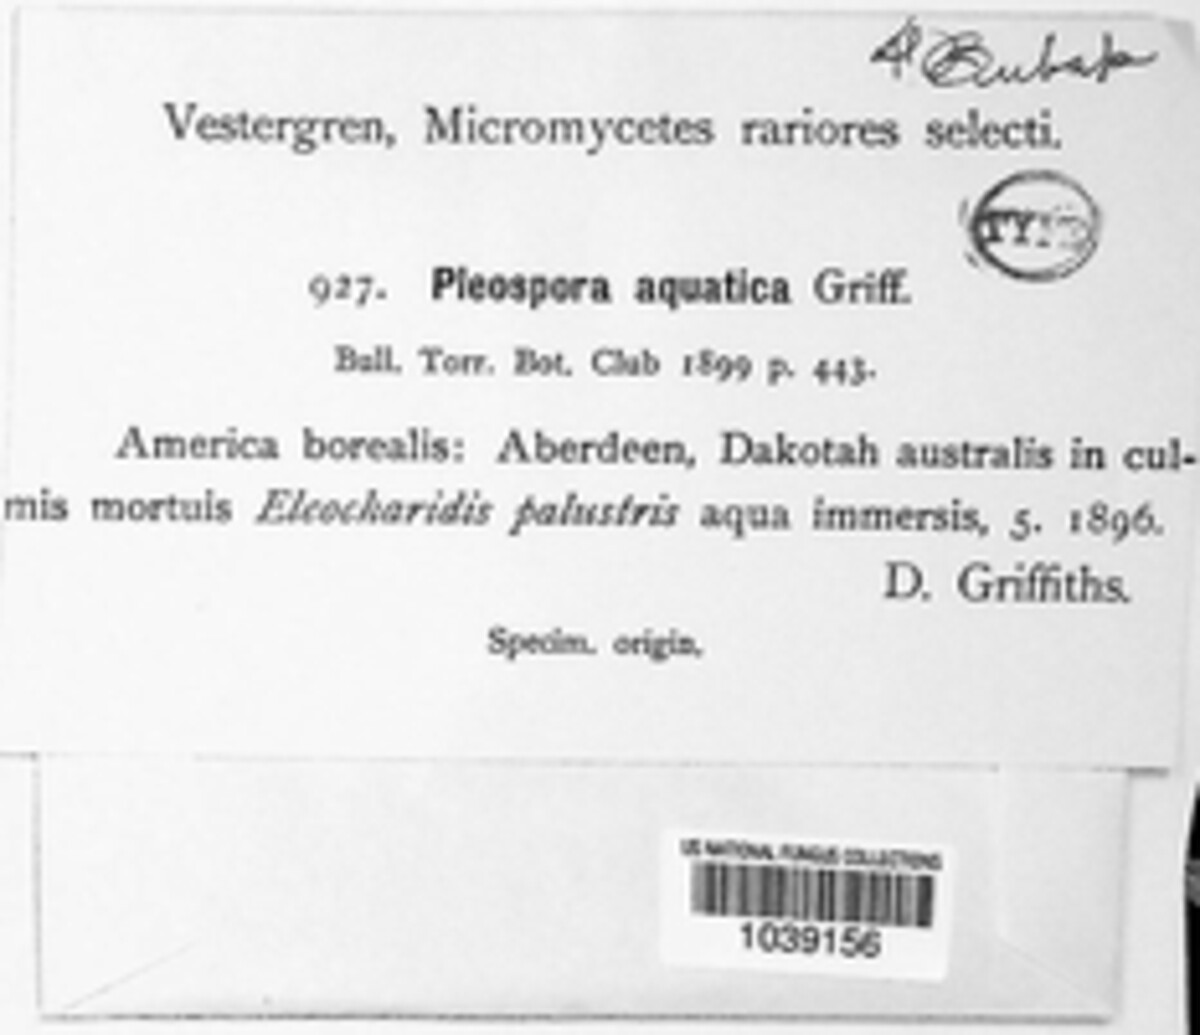 Vestergren, Micromycetes rariores selecti.
TYPE
927. Pleospora aquatica Griff.
Bull. Torr. Bot. Club 1899 p. 443.
America borealis: Aberdeen, Dakotah australis in cul-
mis mortuis Eleocharidis palustris aqua immersis, 5. 1896.
D. Griffiths.
Specim. origin.
US NATIONAL FUNGUS COLLECTIONS
1039156